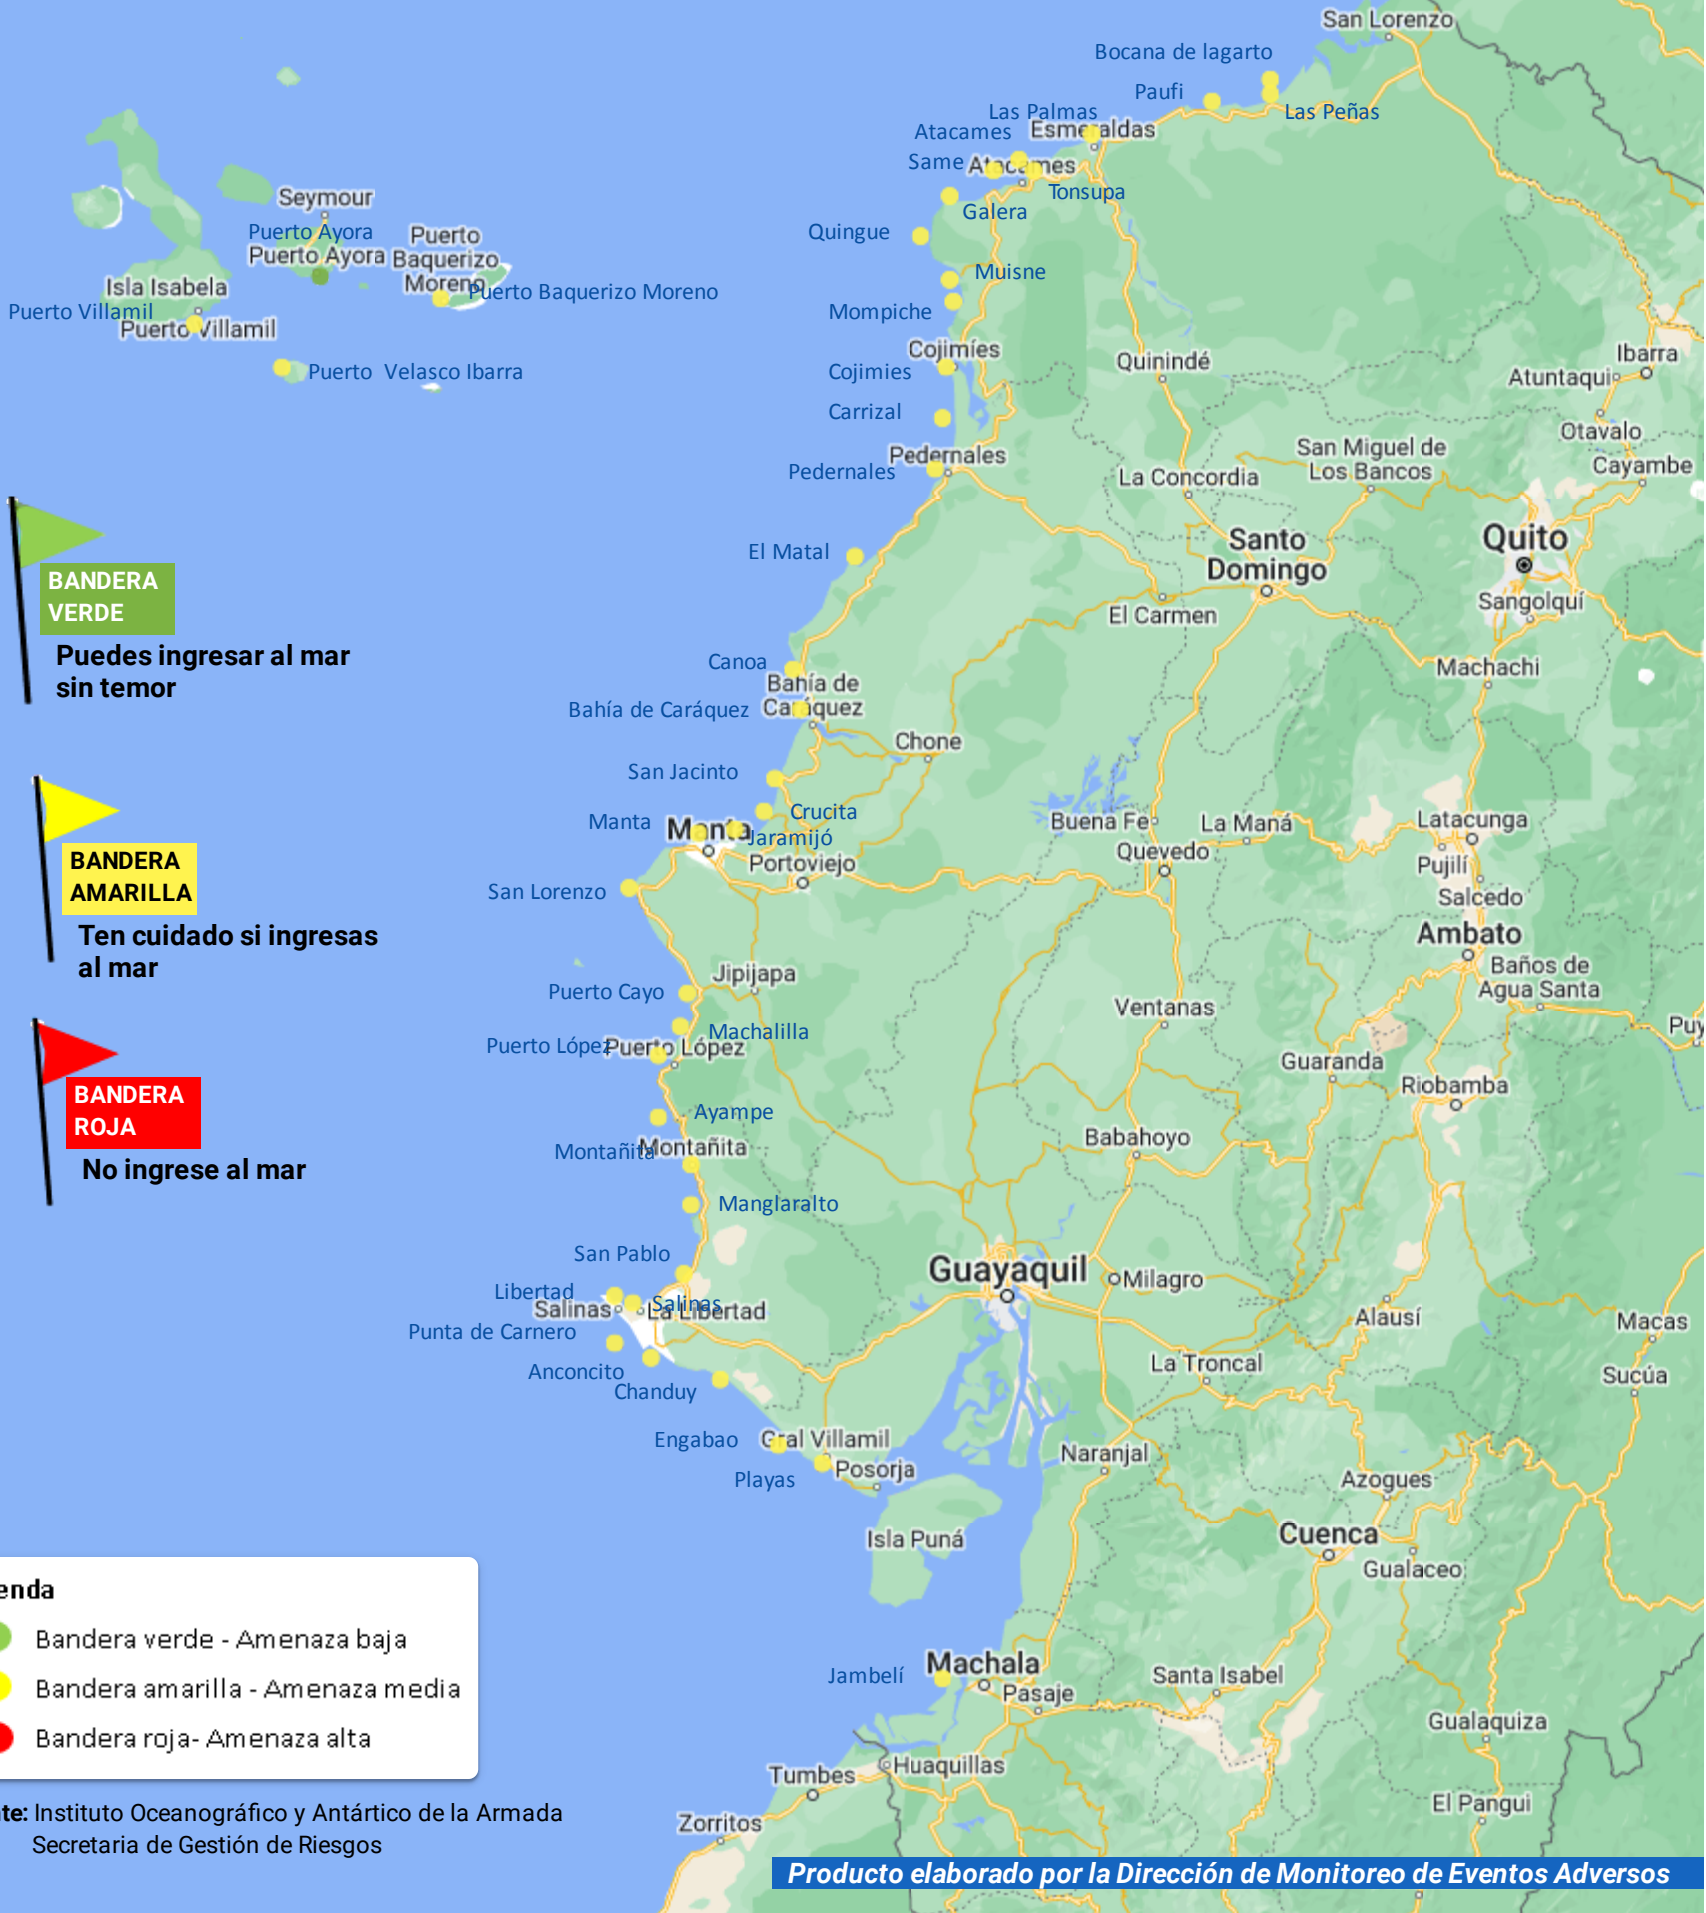 San Lorenzo
Bocana de lagarto
Paufi
Las Palmas
Las Peñas
Atacames
Esmeraldas
Same
Atacames
Tonsupa
Galera
Quingue
Muisne
Mompiche
Cojimíes
Cojimies
Carrizal
Pedernales
Pedernales
El Matal
Canoa
Bahía de
Caráquez
Bahía de Caráquez
Chone
San Jacinto
Crucita
Manta
Manta
Jaramijó
Portoviejo
San Lorenzo
Jipijapa
Puerto Cayo
Machalilla
Puerto López
Puerto López
Ayampe
Montañita
Montañita
Manglaralto
San Pablo
Libertad
Salinas
Salinas
La Libertad
Punta de Carnero
Anconcito
Chanduy
Engabao
Gral Villamil
Playas
Posorja
Isla Puná
Jambelí
Machala
Pasaje
Huaquillas
Tumbes
Zorritos
Seymour
Puerto Ayora
Puerto Ayora
Puerto
Baquerizo
Moreno
Puerto Baquerizo Moreno
Isla Isabela
Puerto Villamil
Puerto Villamil
Puerto Velasco Ibarra
Quinindé
Ibarra
Atuntaqui
Otavalo
Cayambe
San Miguel de
Los Bancos
La Concordia
Santo
Domingo
Quito
Sangolquí
El Carmen
Machachi
Buena Fe
La Maná
Quevedo
Latacunga
Pujilí
Salcedo
Ambato
Baños de
Agua Santa
Ventanas
Puy
Guaranda
Riobamba
Babahoyo
Guayaquil
Milagro
Alausí
Macas
La Troncal
Sucúa
Naranjal
Azogues
Cuenca
Gualaceo
Santa Isabel
Gualaquiza
El Pangui
BANDERA
VERDE
Puedes ingresar al mar
sin temor
BANDERA
AMARILLA
Ten cuidado si ingresas
al mar
BANDERA
ROJA
No ingrese al mar
enda
Bandera verde - Amenaza baja
Bandera amarilla - Amenaza media
Bandera roja- Amenaza alta
te: Instituto Oceanográfico y Antártico de la Armada
Secretaria de Gestión de Riesgos
Producto elaborado por la Dirección de Monitoreo de Eventos Adversos